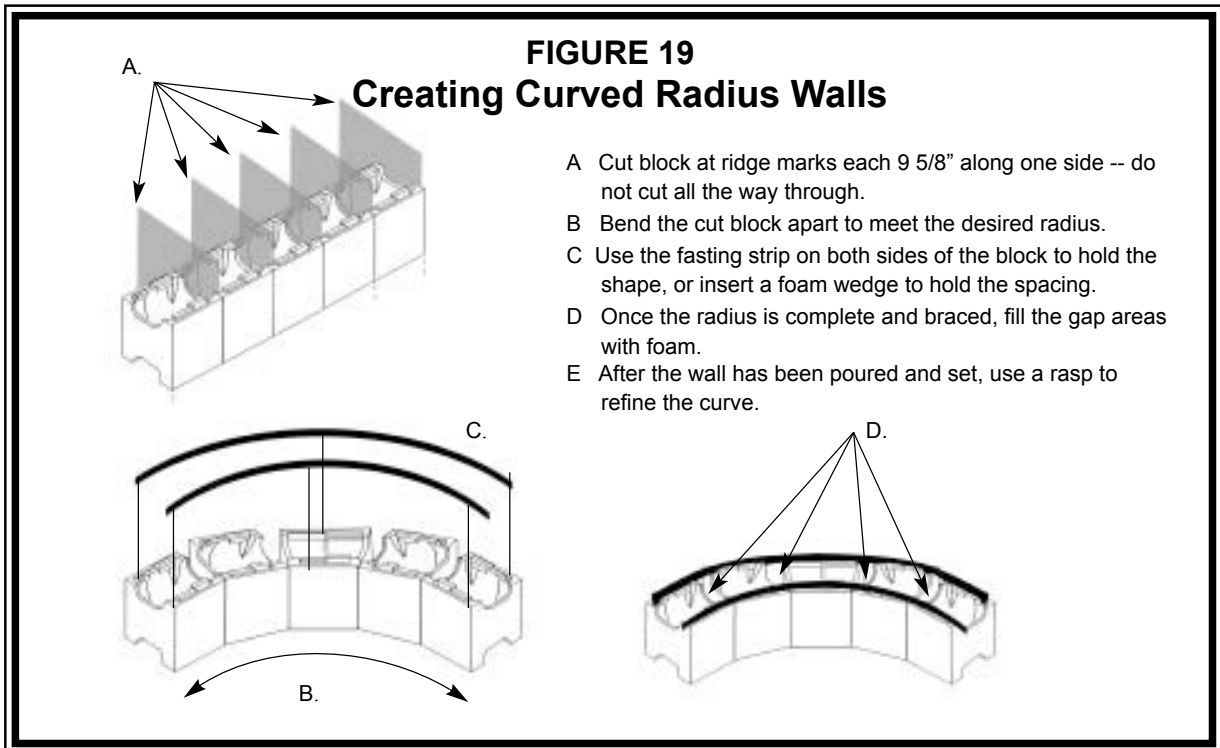 FIGURE 19
Creating Curved Radius Walls
A.
A Cut block at ridge marks each 9 5/8” along one side -- do
not cut all the way through.
B Bend the cut block apart to meet the desired radius.
C Use the fasting strip on both sides of the block to hold the
shape, or insert a foam wedge to hold the spacing.
D Once the radius is complete and braced, fill the gap areas
with foam.
E After the wall has been poured and set, use a rasp to
refine the curve.
C.
D.
B.